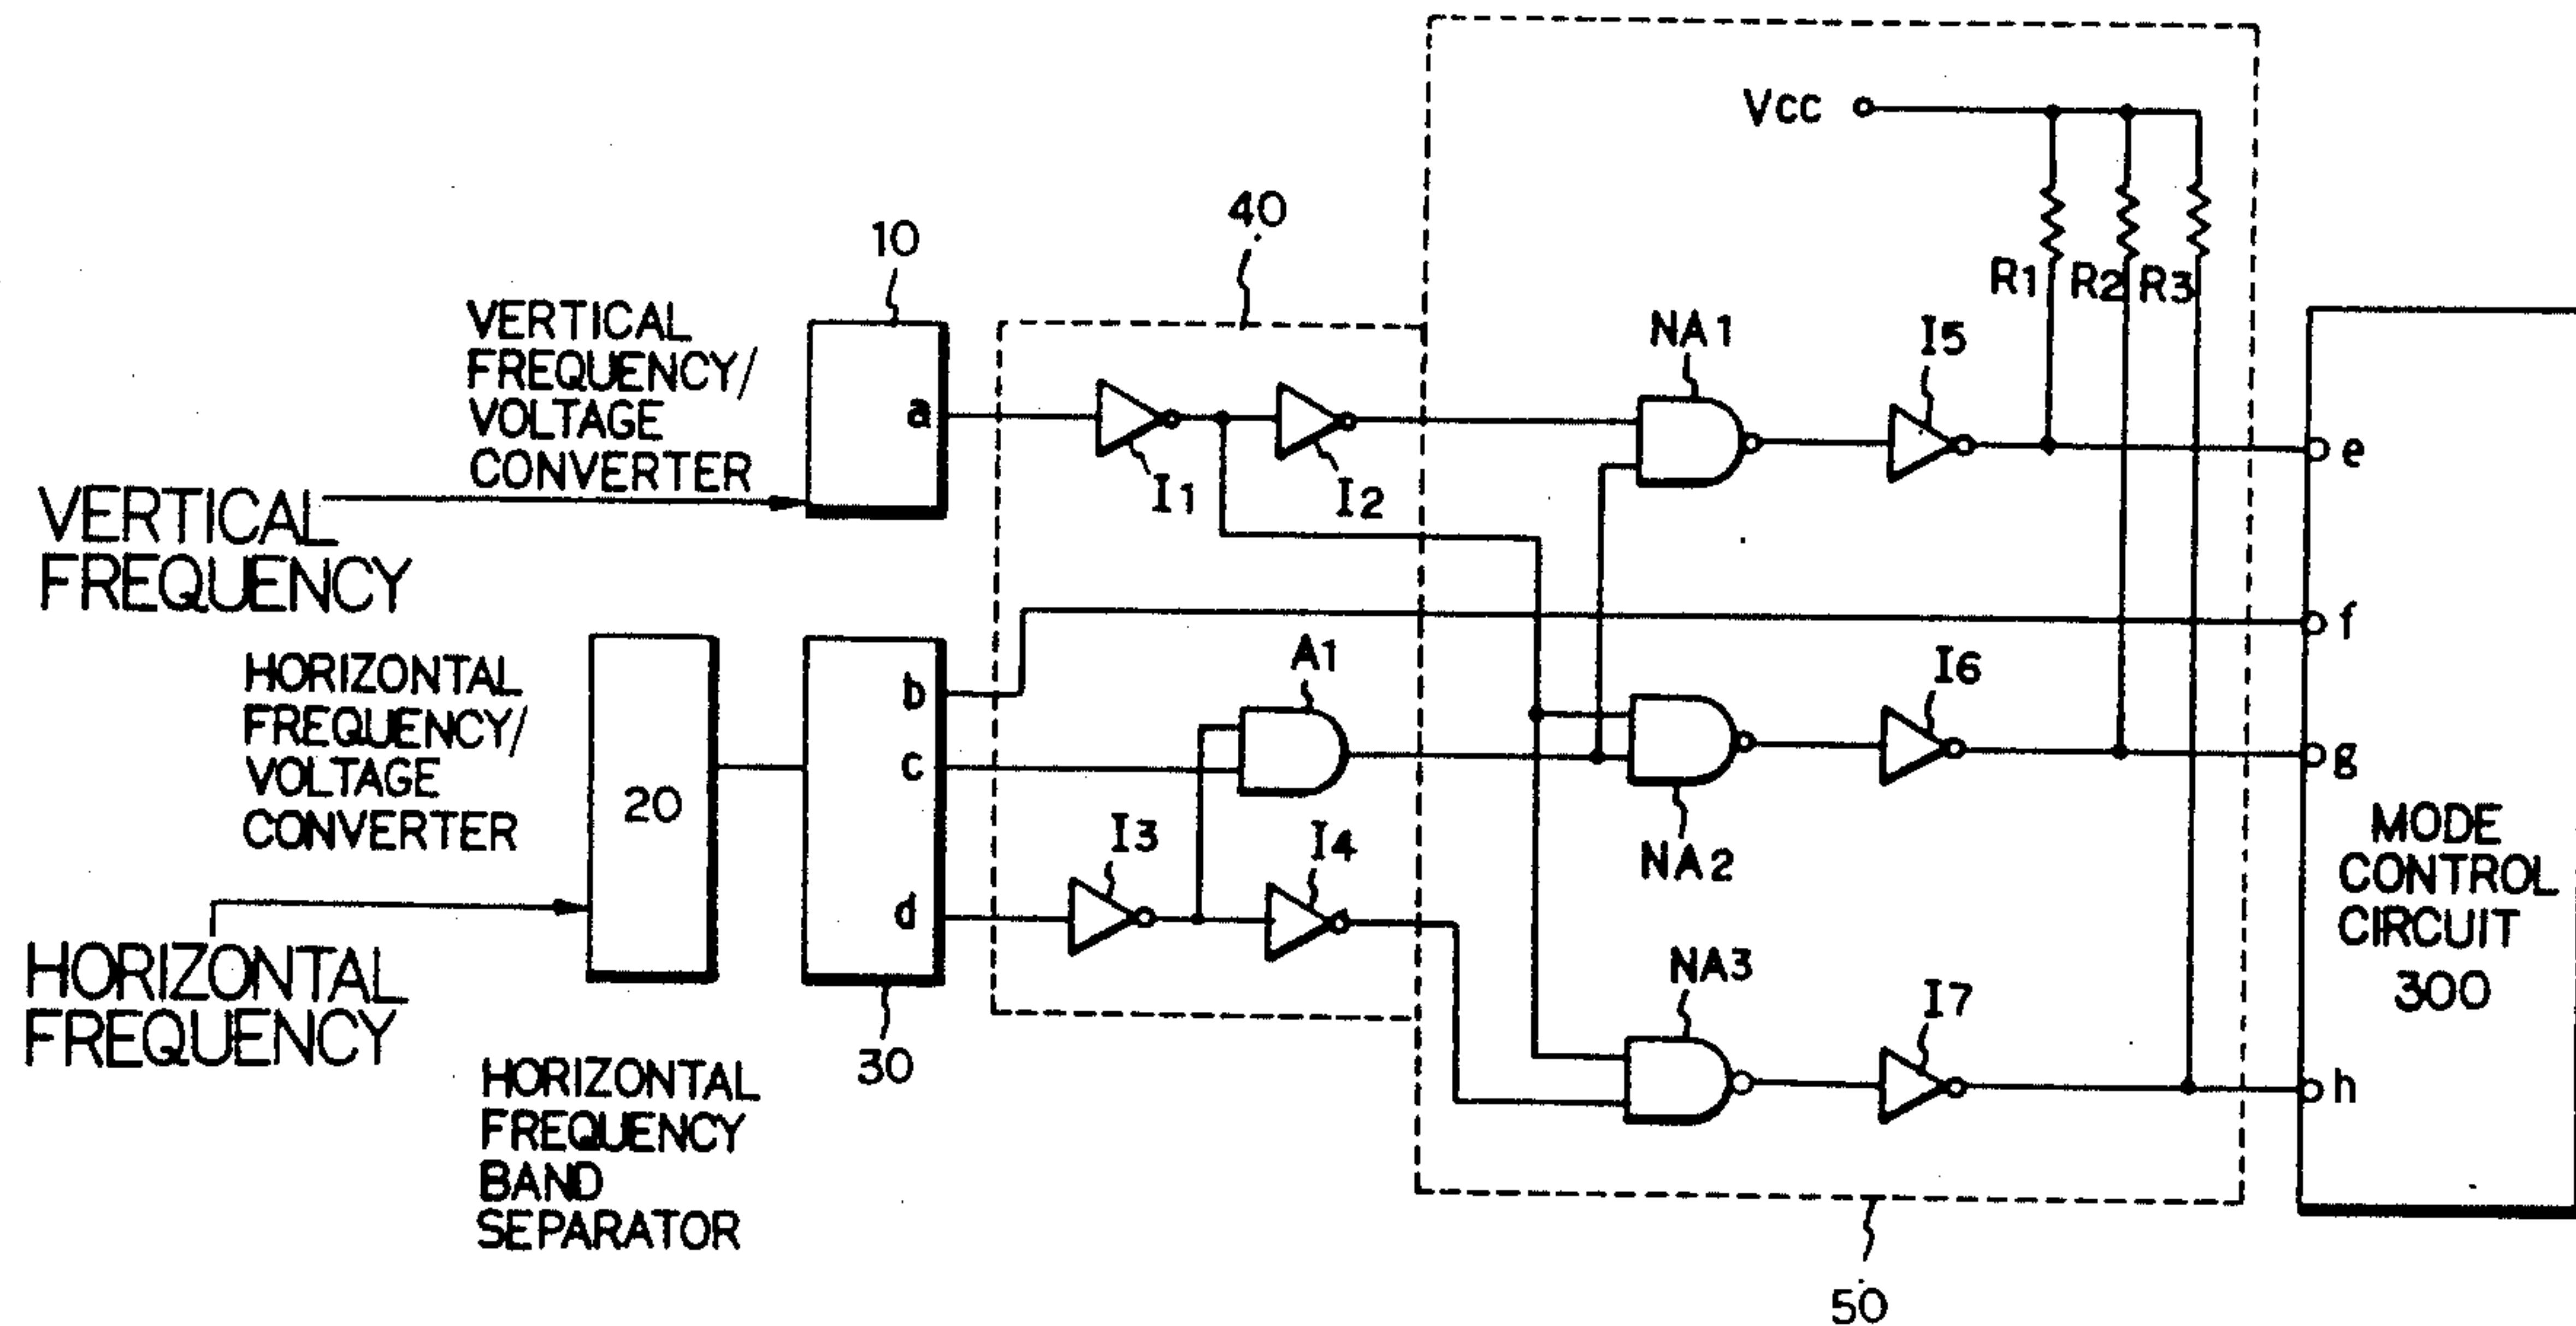 Vcc
40
10
R1
R2
R3
VERTICAL
FREQUENCY/
VOLTAGE
CONVERTER
NA1
I5
a
I1
I2
e
VERTICAL
FREQUENCY
f
HORIZONTAL
FREQUENCY/
VOLTAGE
CONVERTER
20
b
c
d
A1
I6
g
NA2
I3
I4
MODE
CONTROL
CIRCUIT
300
HORIZONTAL
FREQUENCY
NA3
I7
h
30
HORIZONTAL
FREQUENCY
BAND
SEPARATOR
50